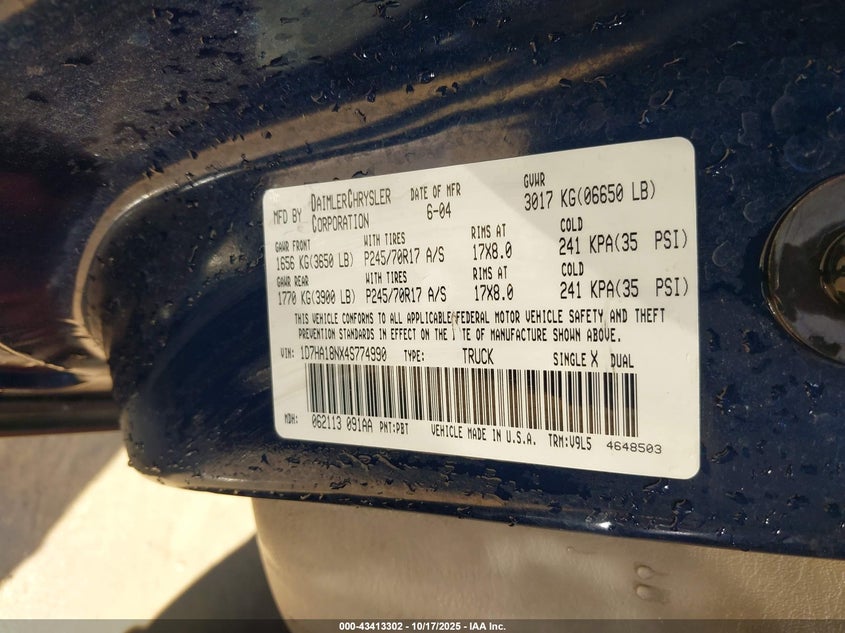 MFD BY DAIMLERCHRYSLER CORPORATION DATE OF MFR 6-04 GVWR 3017 KG(06650 LB)
GAWR FRONT WITH TIRES RIMS AT COLD
1656 KG(3650 LB) P245/70R17 A/S 17X8.0 241 KPA(35 PSI)
GAWR REAR WITH TIRES RIMS AT COLD
1770 KG(3900 LB) P245/70R17 A/S 17X8.0 241 KPA(35 PSI)
THIS VEHICLE CONFORMS TO ALL APPLICABLE FEDERAL MOTOR VEHICLE SAFETY AND THEFT
PREVENTION STANDARDS IN EFFECT ON THE TE OF MANUFACTURE SHOWN ABOVE.
VIN: 1D7HA18NX4S774990 TYPE: TRUCK SINGLE X DUAL
MDH: 062113 091AA PNT:PBT VEHICLE MADE IN U.S.A. TRM:V9L5 4648503
000-43413302 - 10/17/2025 - IAA Inc.